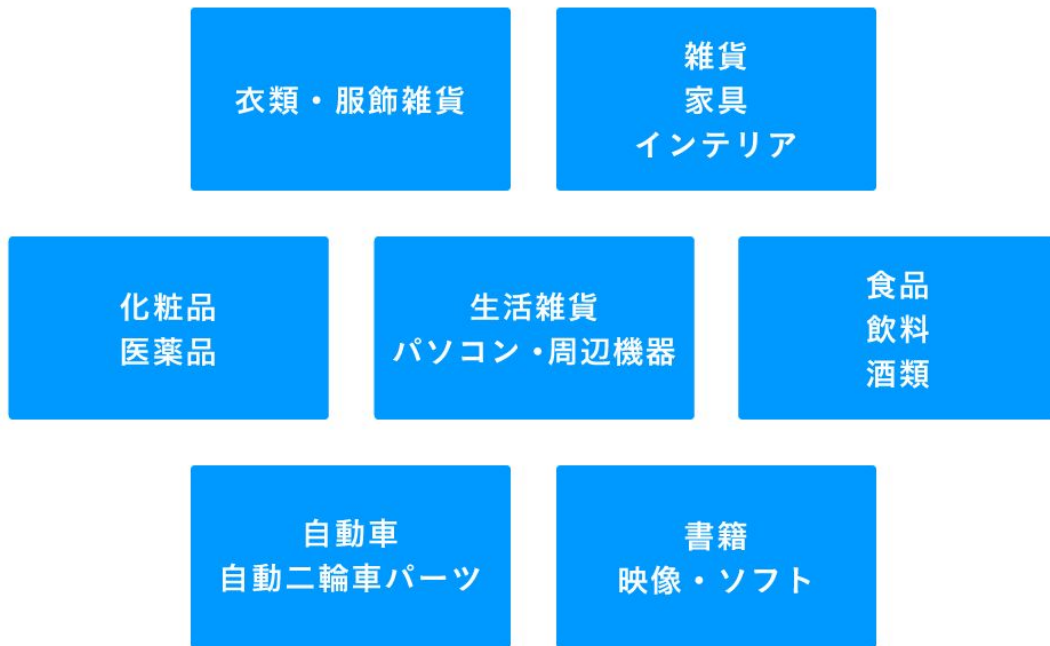 衣類・服飾雑貨
雑貨
家具
インテリア
化粧品
医薬品
生活雑貨
パソコン・周辺機器
食品
飲料
酒類
自動車
自動二輪車パーツ
書籍
映像・ソフト